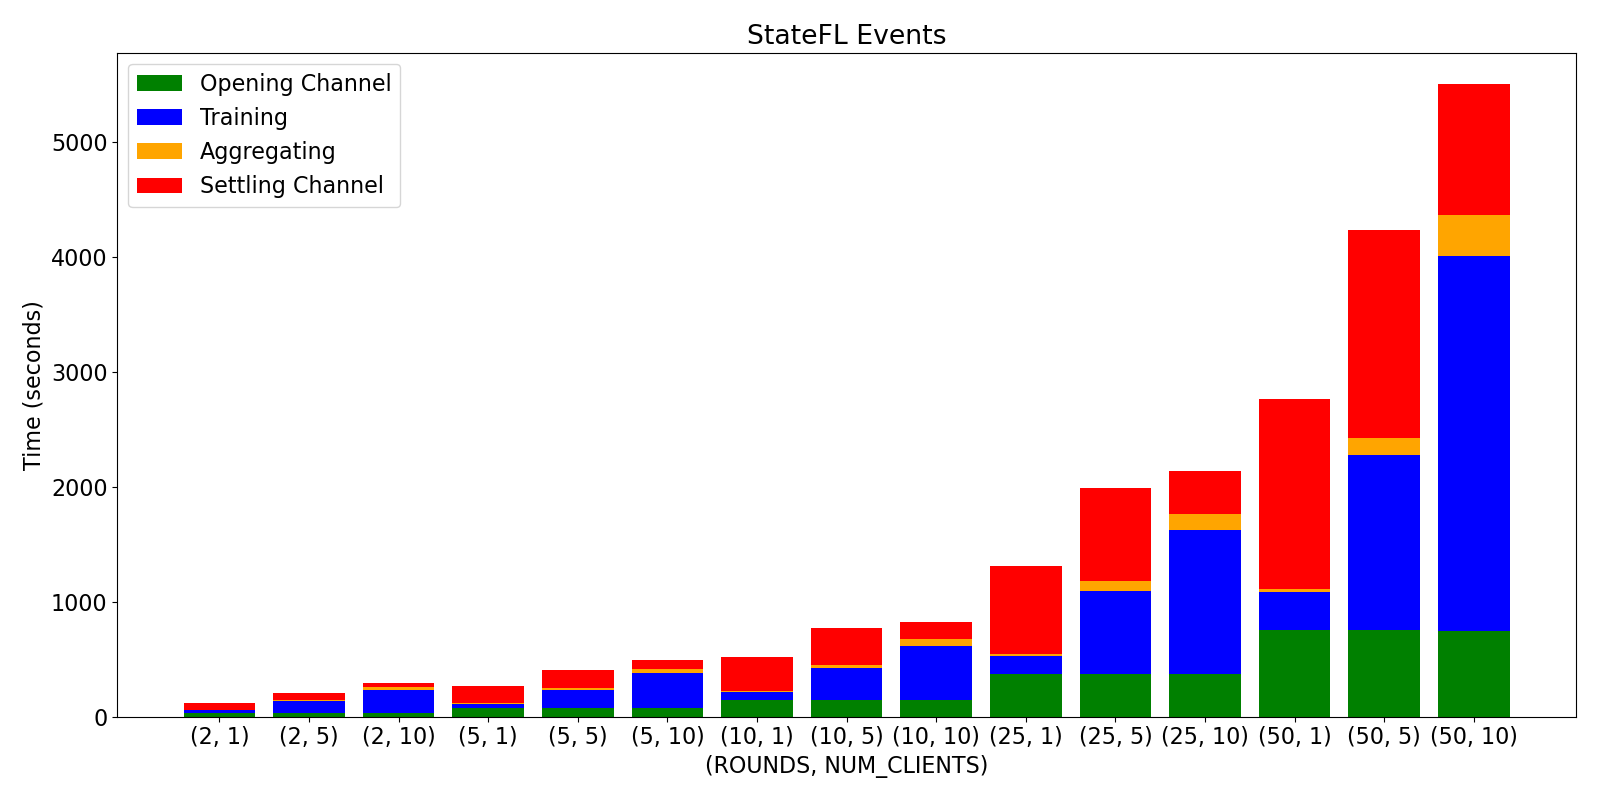 StateFL Events
Opening Channel
Training
Aggregating
Settling Channel
Time (seconds)
5000
4000
3000
2000
1000
0
(2, 1) (2, 5) (2, 10) (5, 1) (5, 5) (5, 10) (10, 1) (10, 5) (10, 10) (25, 1) (25, 5) (25, 10) (50, 1) (50, 5) (50, 10)
(ROUNDS, NUM_CLIENTS)